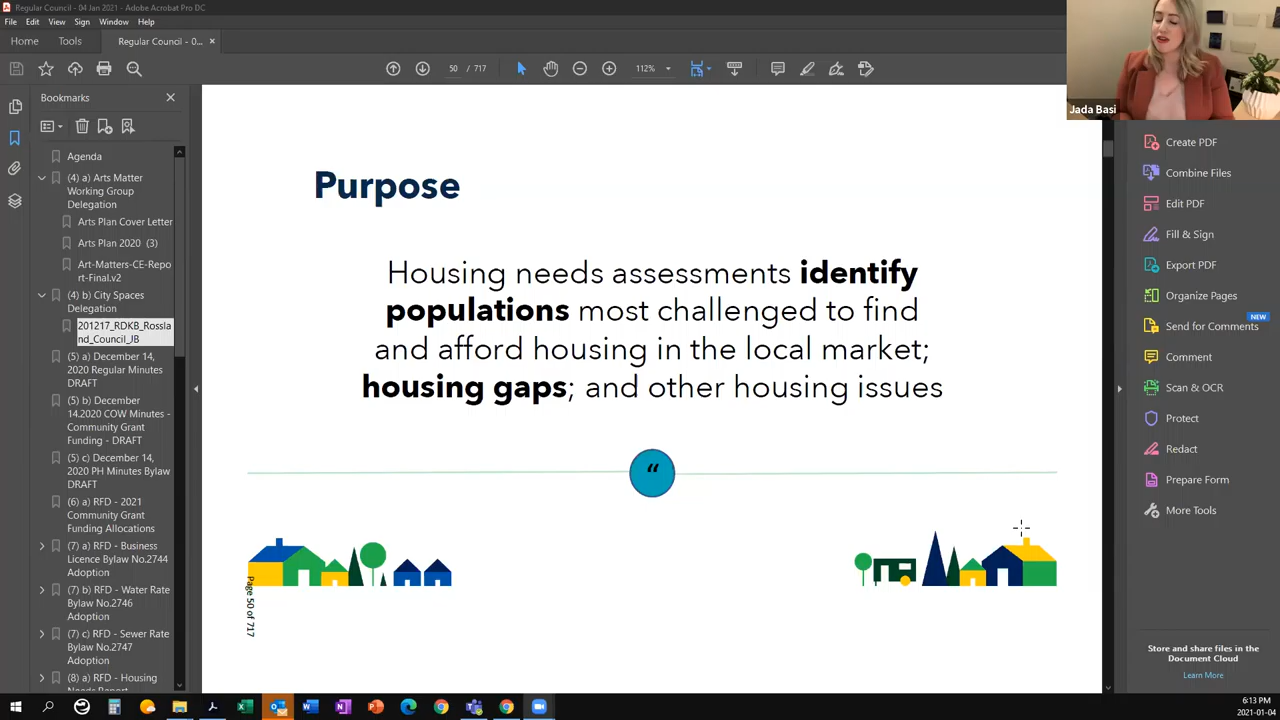 Regular Council - 04 Jan 2021 - Adobe Acrobat Pro DC
File Edit View Sign Window Help
Home Tools Regular Council - 0... ×
50 / 717 112%
Bookmarks
Agenda
(4) a) Arts Matter
Working Group
Delegation
Arts Plan Cover Letter
Arts Plan 2020 (3)
Art-Matters-CE-Repo
rt-Final.v2
(4) b) City Spaces
Delegation
201217_RDKB_Rossla
nd_Council_JB
(5) a) December 14,
2020 Regular Minutes
DRAFT
(5) b) December
14.2020 COW Minutes -
Community Grant
Funding - DRAFT
(5) c) December 14,
2020 PH Minutes Bylaw
DRAFT
(6) a) RFD - 2021
Community Grant
Funding Allocations
(7) a) RFD - Business
Licence Bylaw No.2744
Adoption
(7) b) RFD - Water Rate
Bylaw No.2746
Adoption
(7) c) RFD - Sewer Rate
Bylaw No.2747
Adoption
(8) a) RFD - Housing
Needs Report
Purpose
Housing needs assessments identify
populations most challenged to find
and afford housing in the local market;
housing gaps; and other housing issues
“
Page 50 of 717
Jada Basi
Create PDF
Combine Files
Edit PDF
Fill & Sign
Export PDF
Organize Pages
NEW
Send for Comments
Comment
Scan & OCR
Protect
Redact
Prepare Form
More Tools
Store and share files in the
Document Cloud
Learn More
6:13 PM
2021-01-04